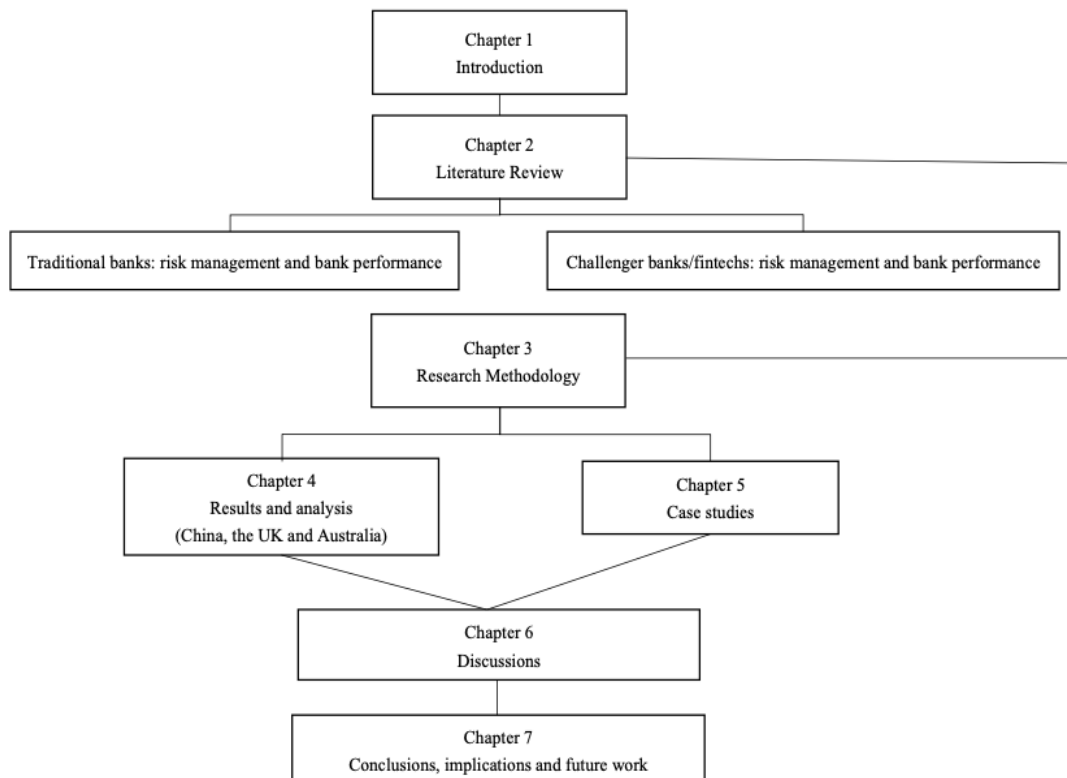 Chapter 1
Introduction
Chapter 2
Literature Review
Traditional banks: risk management and bank performance
Challenger banks/fintechs: risk management and bank performance
Chapter 3
Research Methodology
Chapter 4
Results and analysis
(China, the UK and Australia)
Chapter 5
Case studies
Chapter 6
Discussions
Chapter 7
Conclusions, implications and future work